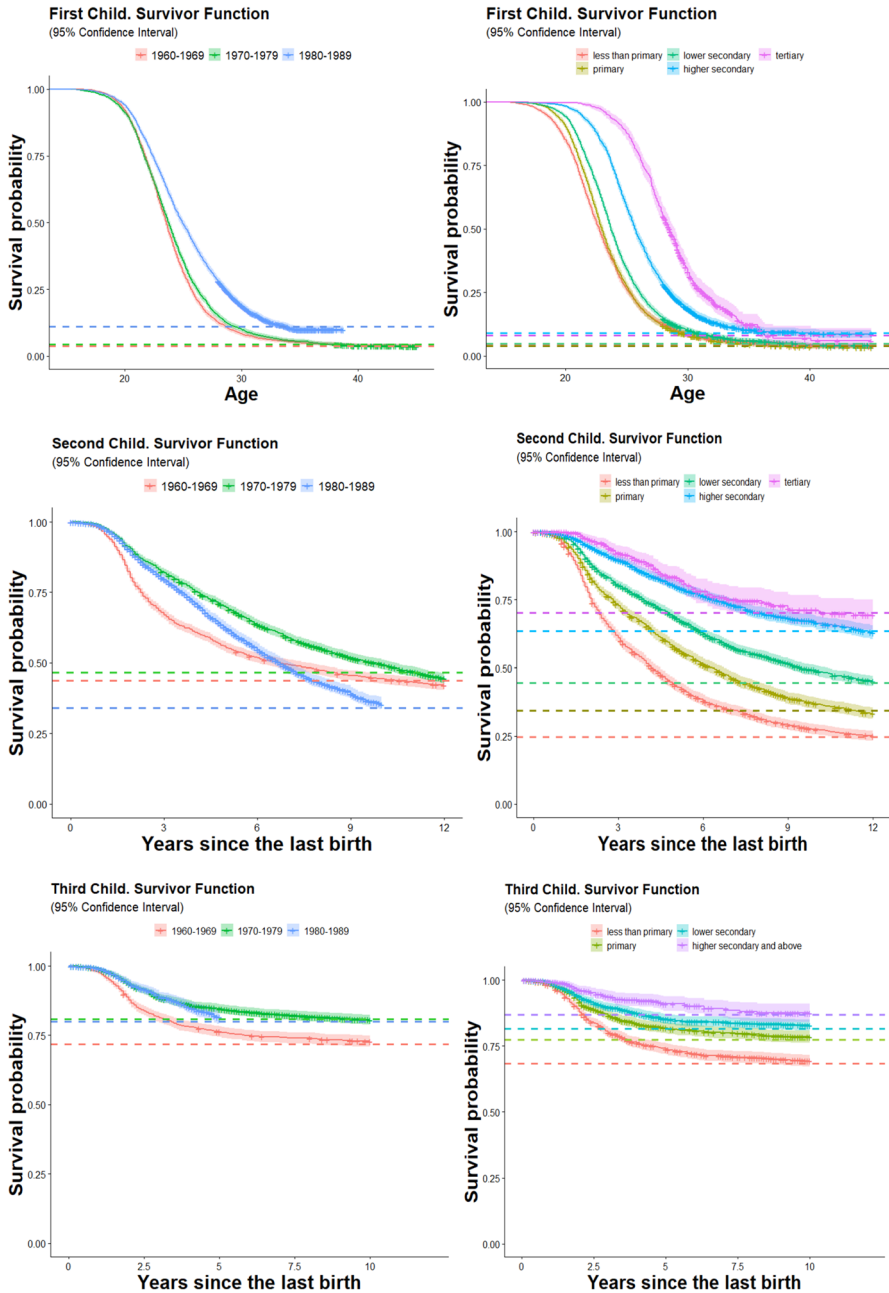 First Child. Survivor Function
(95% Confidence Interval)
1960-1969 1970-1979 1980-1989
Survival probability
1.00
0.75
0.50
0.25
0.00
20 30 40
Age
First Child. Survivor Function
(95% Confidence Interval)
less than primary lower secondary tertiary
primary higher secondary
Survival probability
1.00
0.75
0.50
0.25
0.00
20 30 40
Age
Second Child. Survivor Function
(95% Confidence Interval)
1960-1969 1970-1979 1980-1989
Survival probability
1.00
0.75
0.50
0.25
0.00
0 3 6 9 12
Years since the last birth
Second Child. Survivor Function
(95% Confidence Interval)
less than primary lower secondary tertiary
primary higher secondary
Survival probability
1.00
0.75
0.50
0.25
0.00
0 3 6 9 12
Years since the last birth
Third Child. Survivor Function
(95% Confidence Interval)
1960-1969 1970-1979 1980-1989
Survival probability
1.00
0.75
0.50
0.25
0.00
0 2.5 5 7.5 10
Years since the last birth
Third Child. Survivor Function
(95% Confidence Interval)
less than primary lower secondary
primary higher secondary and above
Survival probability
1.00
0.75
0.50
0.25
0.00
0 2.5 5 7.5 10
Years since the last birth